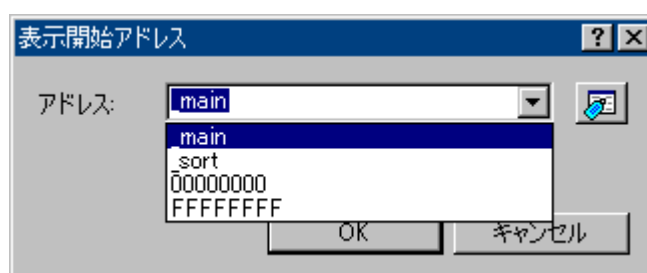 表示開始アドレス
アドレス: _main
_main
_sort
00000000
FFFFFFFF
OK キャンセル